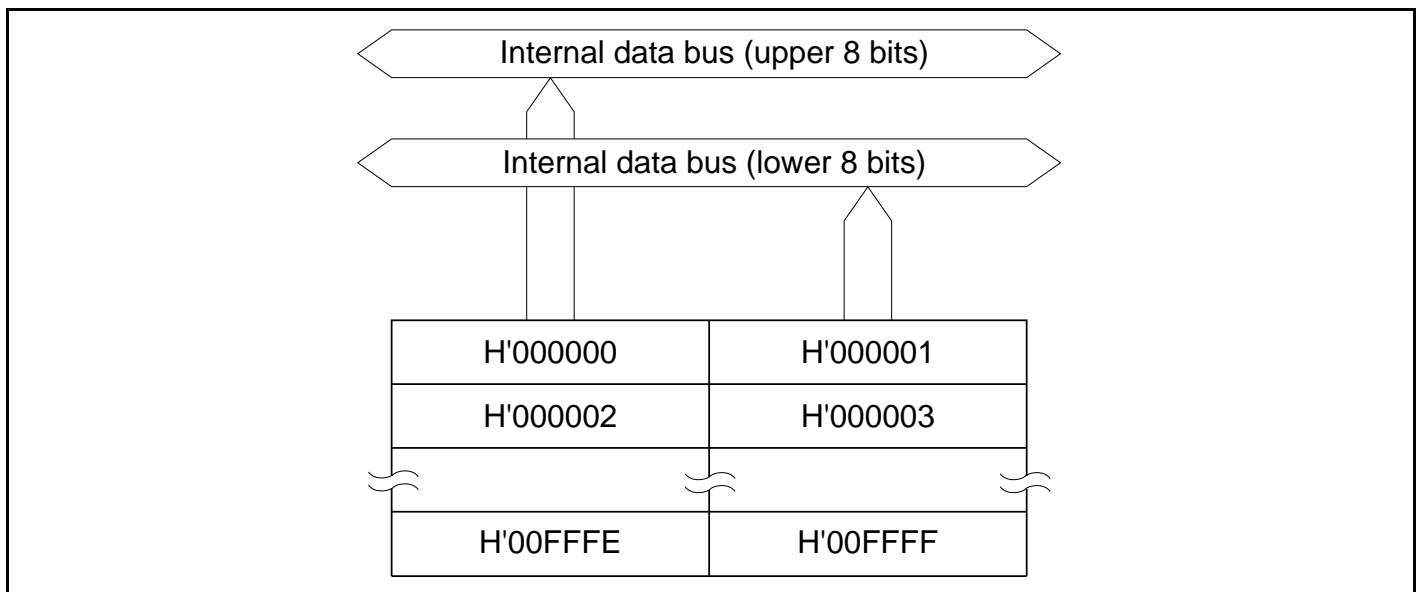 Internal data bus (upper 8 bits)
Internal data bus (lower 8 bits)
H'000000 H'000001
H'000002 H'000003
H'00FFFE H'00FFFF